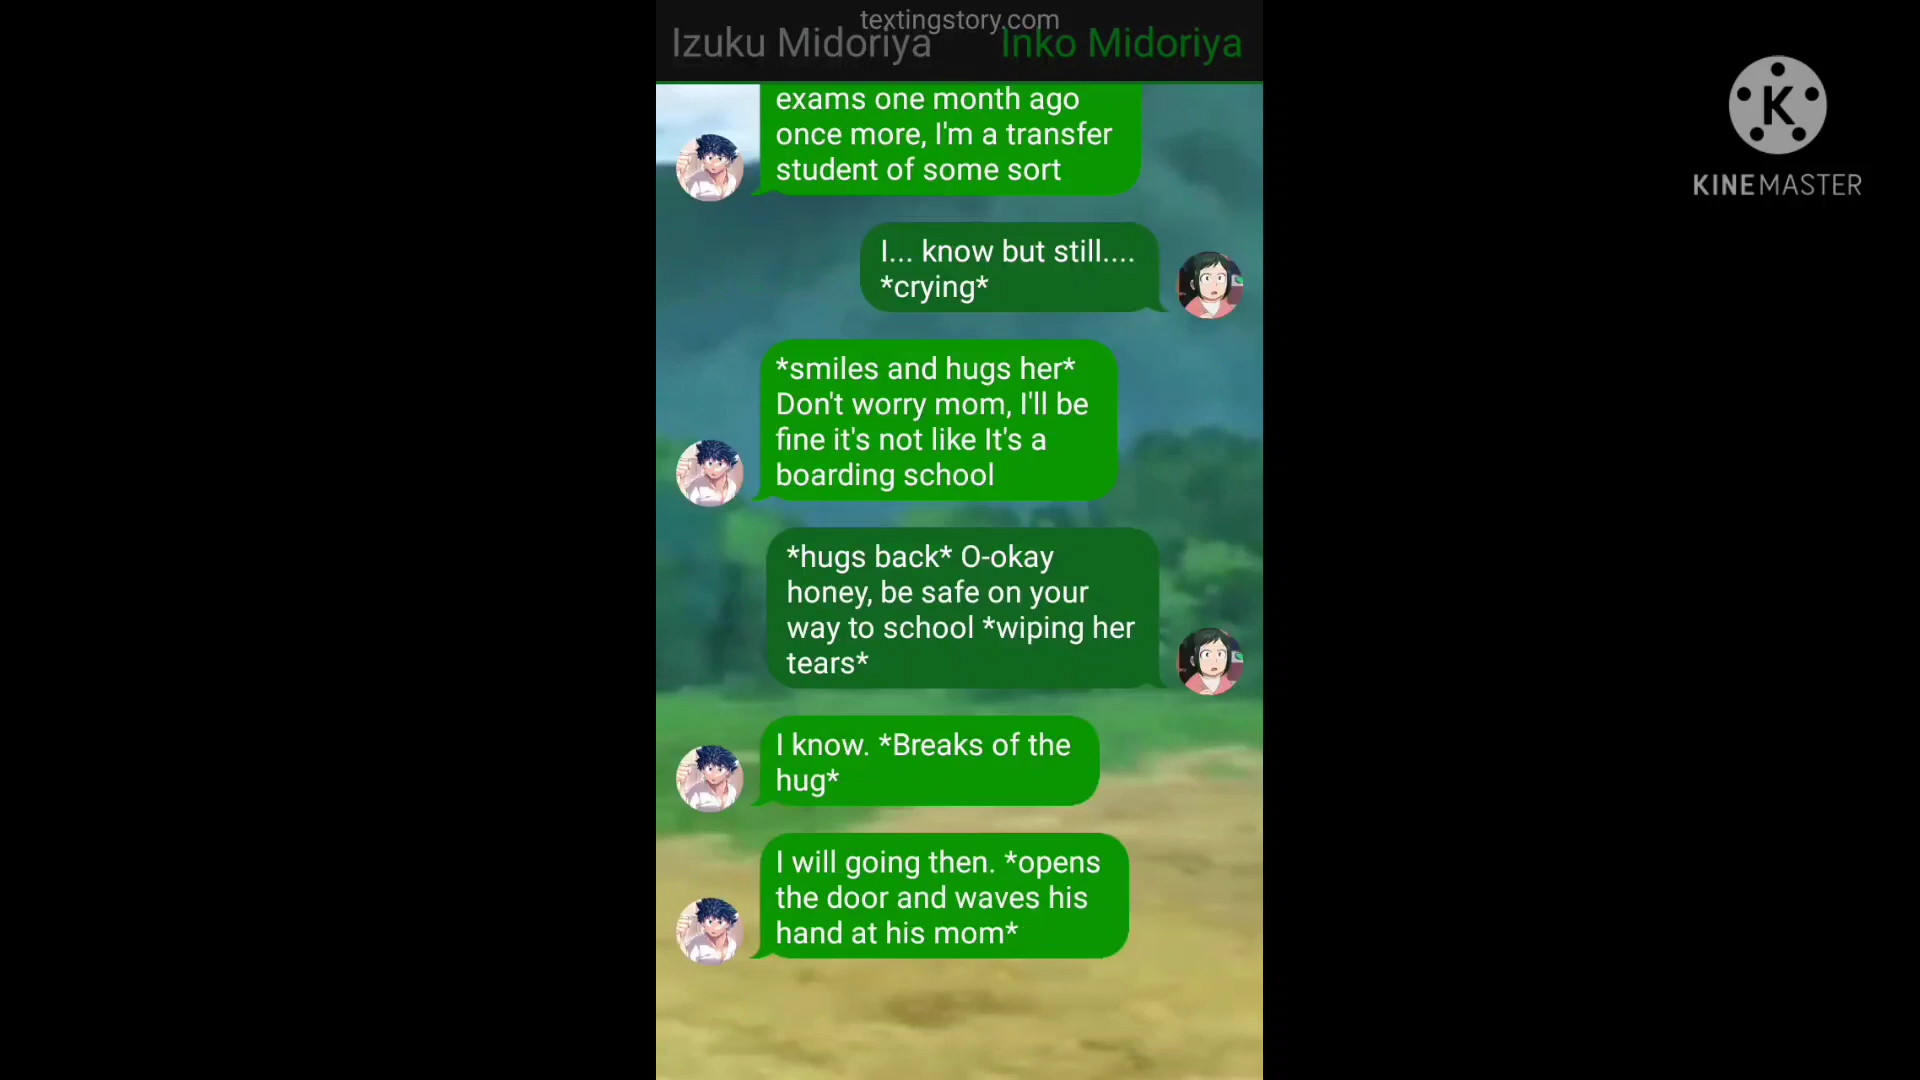 textingstory.com
Izuku Midoriya
Inko Midoriya
exams one month ago
once more, I'm a transfer
student of some sort
I... know but still....
*crying*
*smiles and hugs her*
Don't worry mom, I'll be
fine it's not like It's a
boarding school
*hugs back* O-okay
honey, be safe on your
way to school *wiping her
tears*
I know. *Breaks of the
hug*
I will going then. *opens
the door and waves his
hand at his mom*
K
KINEMASTER